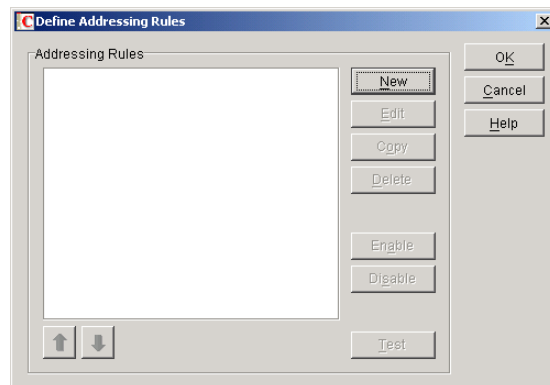 Define Addressing Rules
Addressing Rules
New
Edit
Copy
Delete
Enable
Disable
Test
OK
Cancel
Help